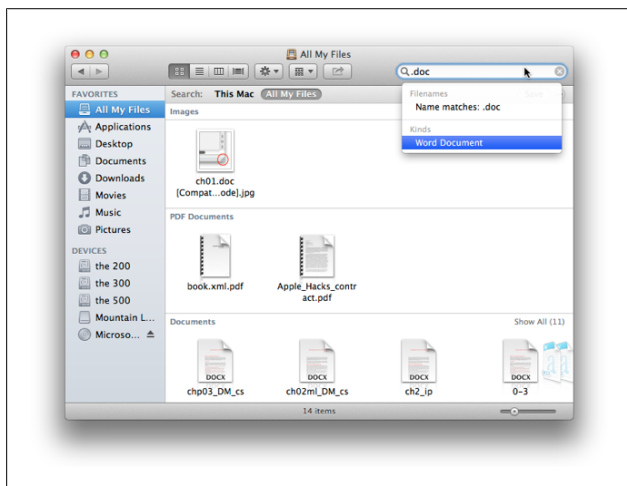 All My Files
.doc
FAVORITES
All My Files
Applications
Desktop
Documents
Downloads
Movies
Music
Pictures
DEVICES
the 200
the 300
the 500
Mountain L...
Microso...
Search: This Mac All My Files
Filenames
Name matches: .doc
Kinds
Word Document
Images
ch01.doc
[Compat...ode].jpg
PDF Documents
book.xml.pdf
Apple_Hacks_contr
act.pdf
Documents
Show All (11)
DOCX
DOCX
DOCX
DOCX
chp03_DM_cs
ch02ml_DM_cs
ch2_ip
0-3
14 items